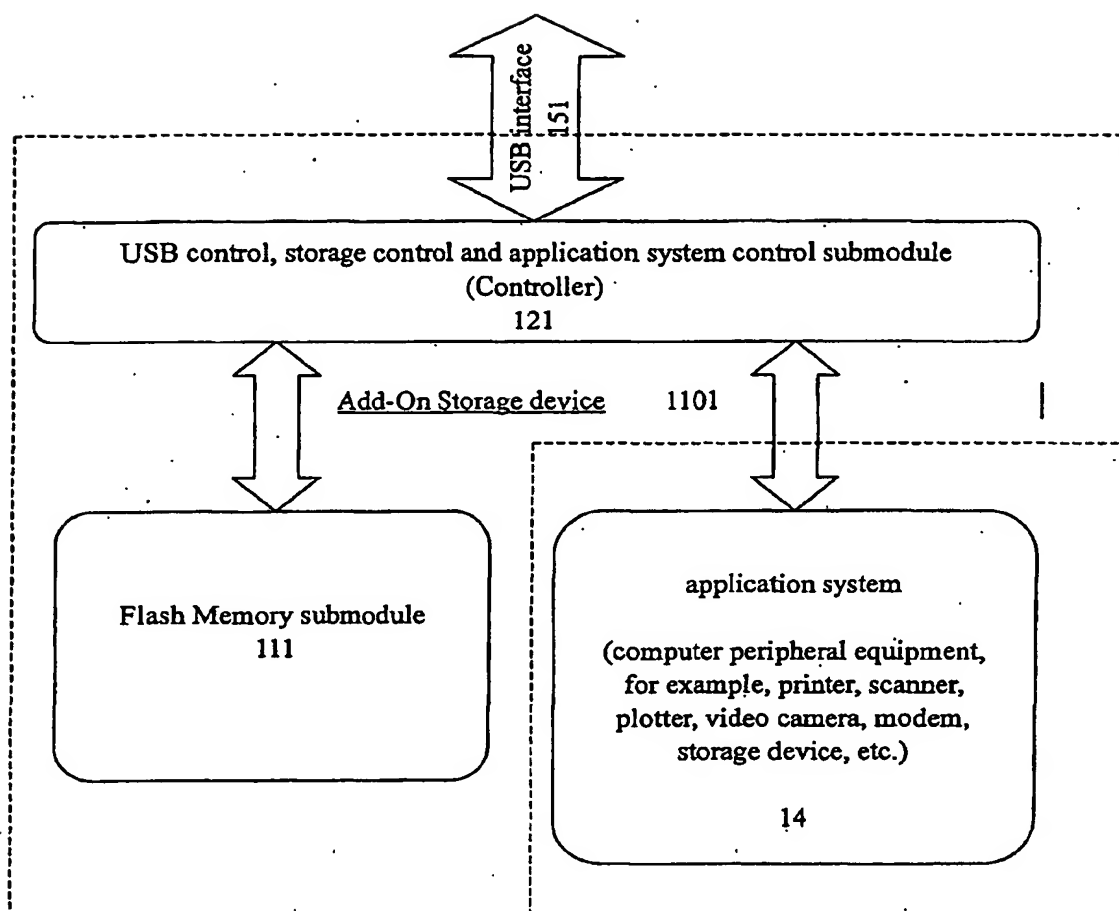 USB interface
151
USB control, storage control and application system control submodule
(Controller)
121
Add-On Storage device 1101
Flash Memory submodule
111
application system
(computer peripheral equipment,
for example, printer, scanner,
plotter, video camera, modem,
storage device, etc.)
14